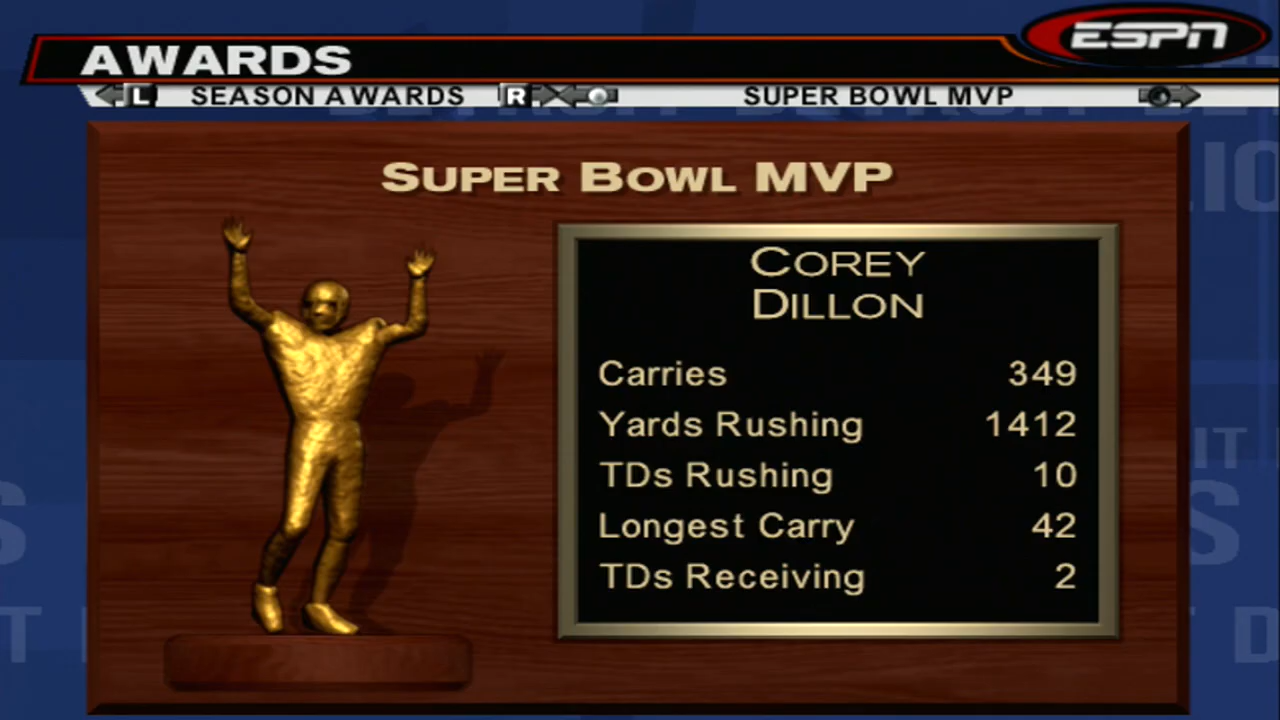 ESPN
AWARDS
L SEASON AWARDS R SUPER BOWL MVP
SUPER BOWL MVP
COREY
DILLON
Carries 349
Yards Rushing 1412
TDs Rushing 10
Longest Carry 42
TDs Receiving 2